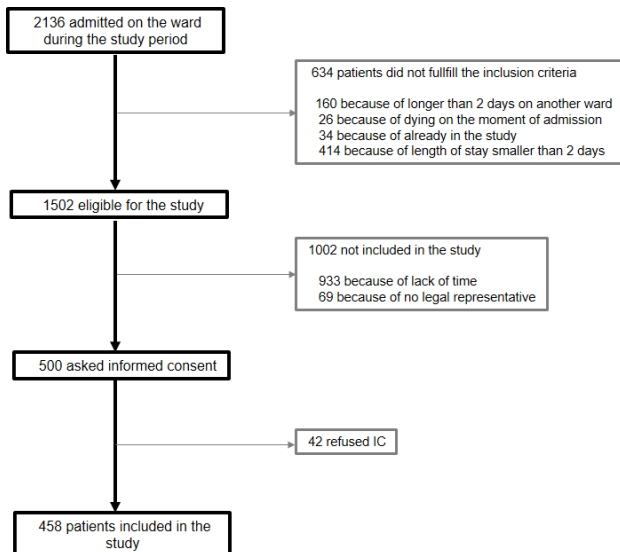 2136 admitted on the ward
during the study period
634 patients did not fullfill the inclusion criteria
160 because of longer than 2 days on another ward
26 because of dying on the moment of admission
34 because of already in the study
414 because of length of stay smaller than 2 days
1502 eligible for the study
1002 not included in the study
933 because of lack of time
69 because of no legal representative
500 asked informed consent
42 refused IC
458 patients included in the
study